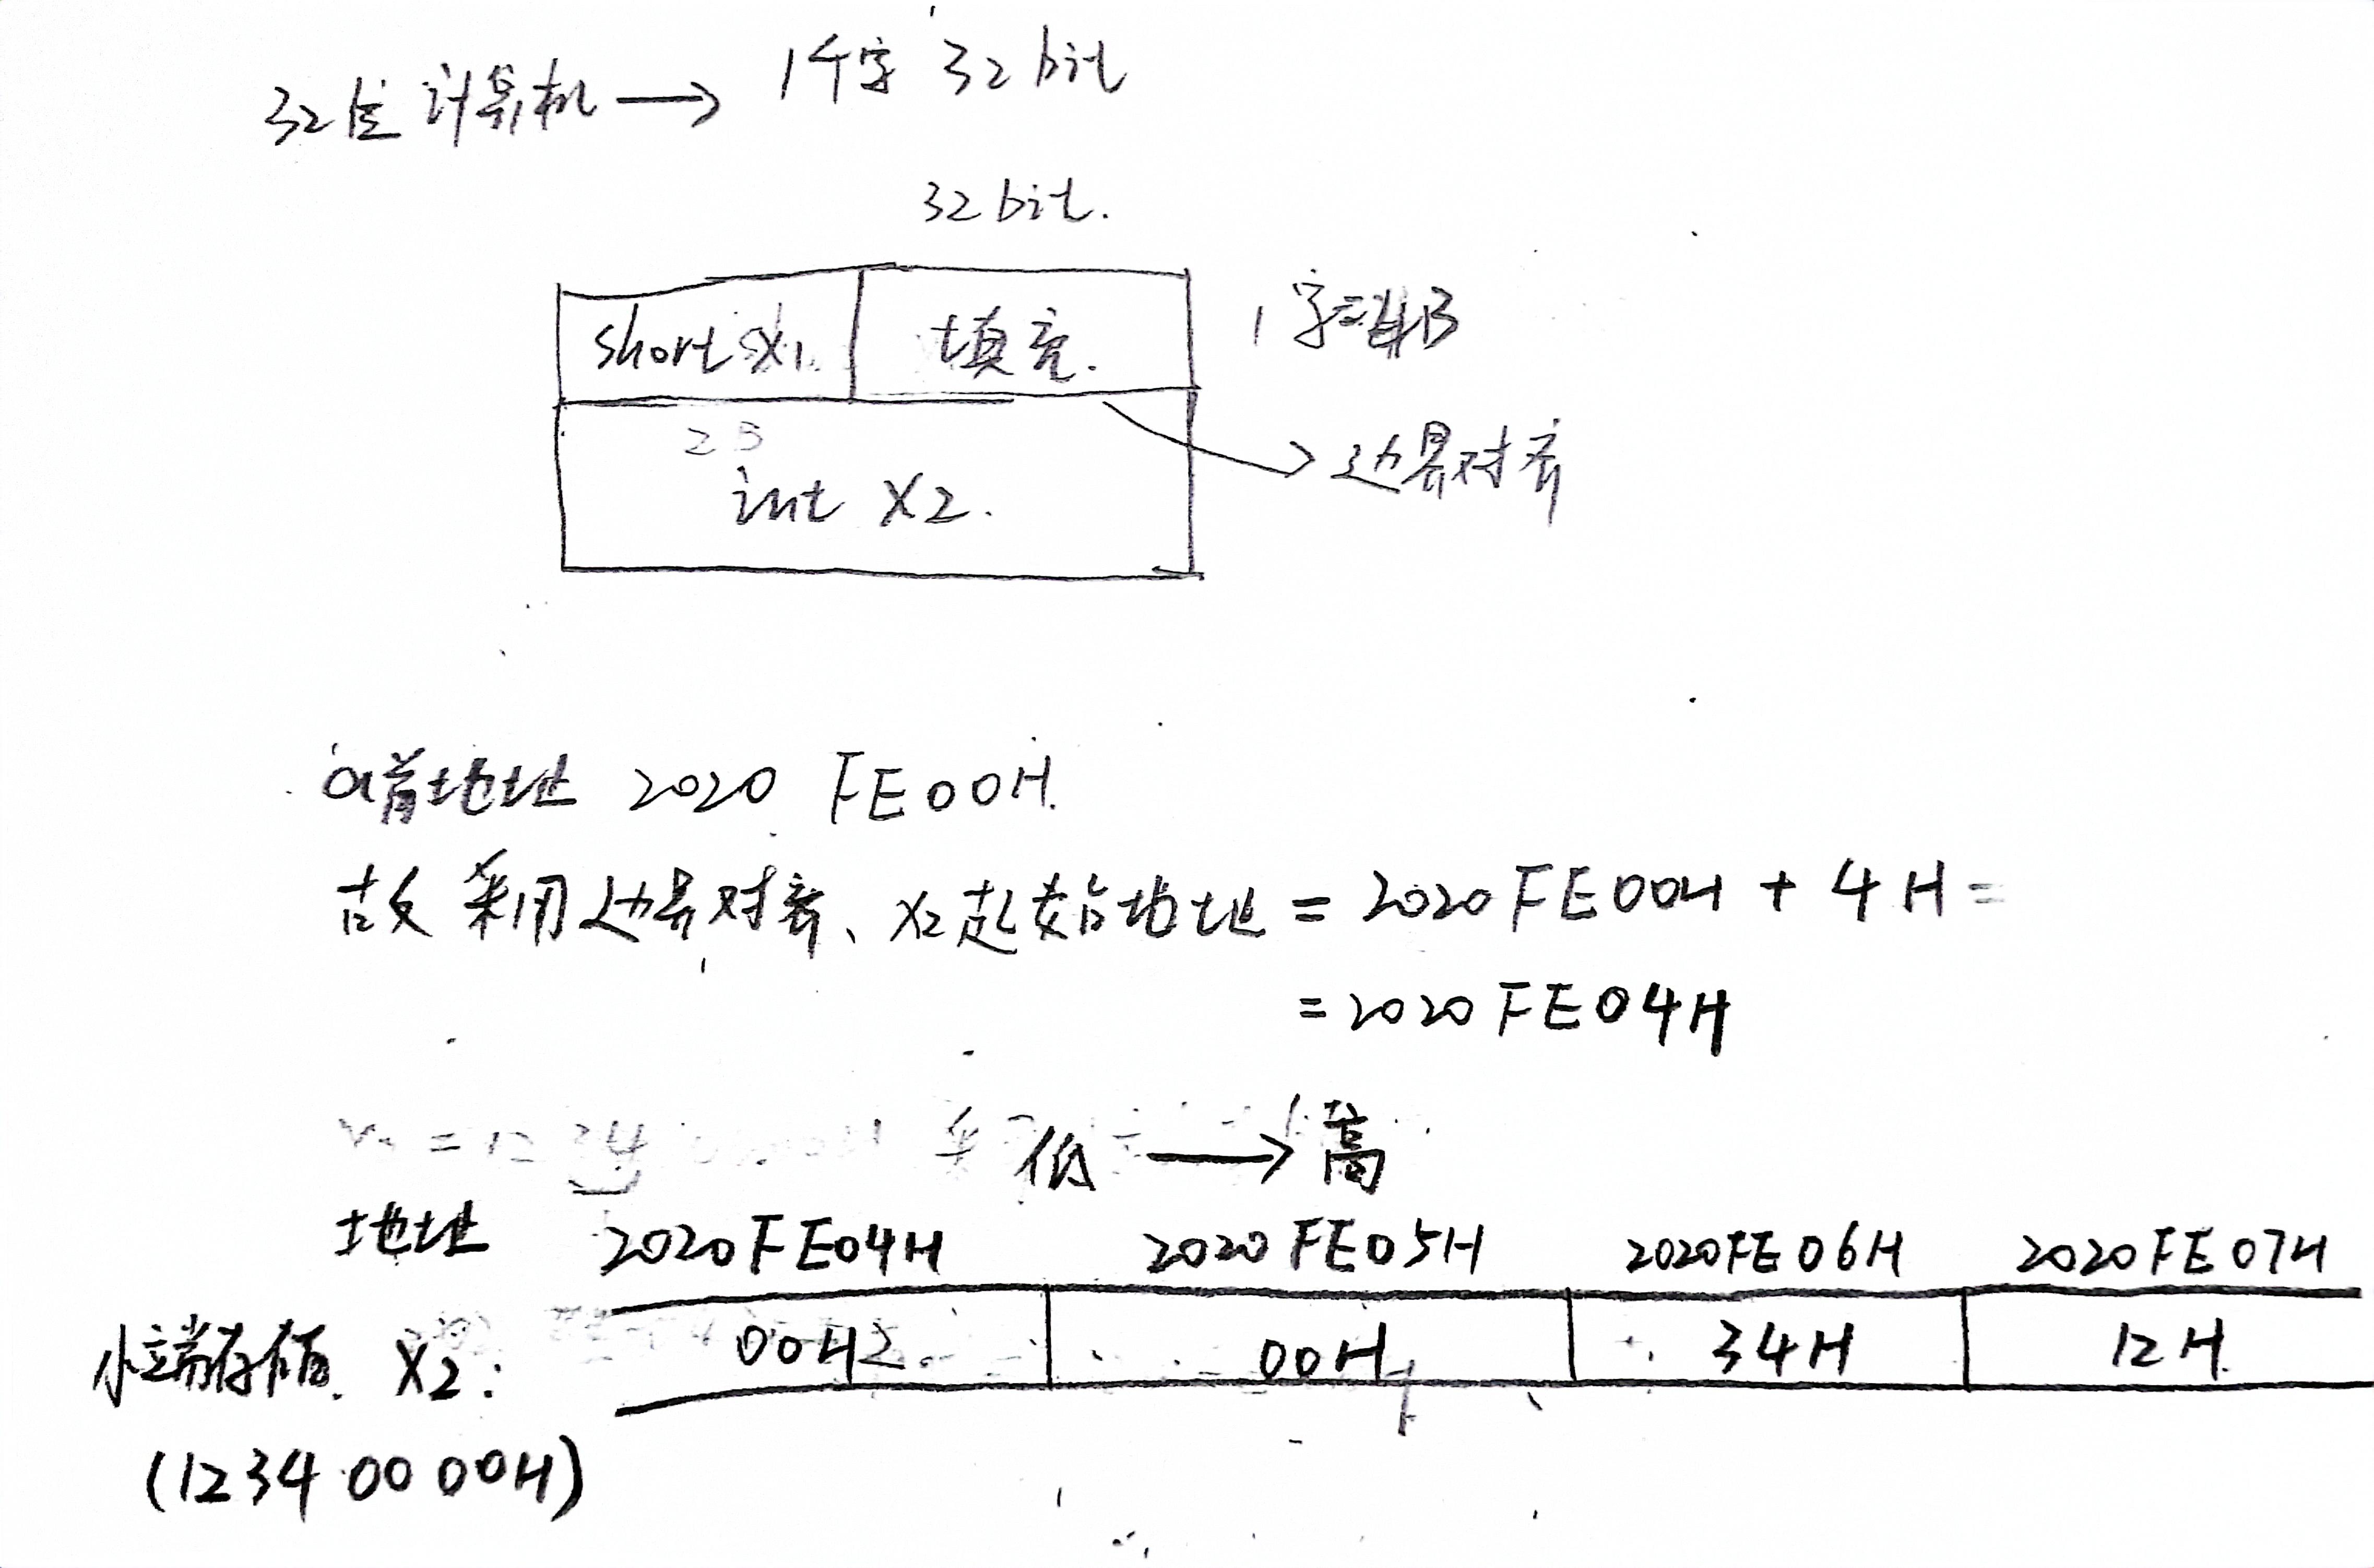 32位计算机 → 1个字 32 bit
32 bit.
short x1. 填充. 1字=4B
int x2. → 边界对齐
a首地址 2020 FE00H.
故采用边界对齐、x2起始地址 = 2020FE00H + 4H =
= 2020FE04H
低 → 高
地址 2020FE04H 2020FE05H 2020FE06H 2020FE07H
小端存储 X2: 00H 00H 34H 12H.
(1234 00 00H)